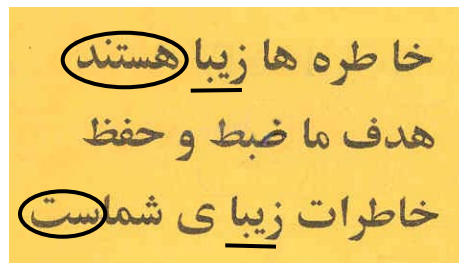 خا طره ها زیبا هستند
هدف ما ضبط و حفظ
خاطرات زیبا ی شماست